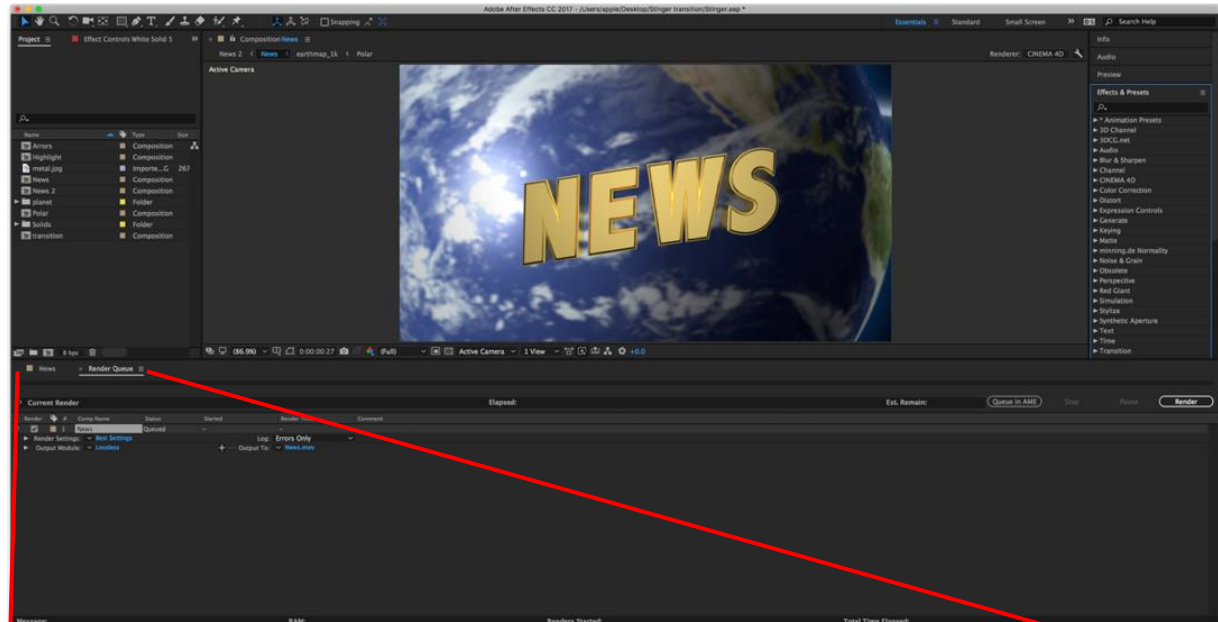 Adobe After Effects CC 2017 - /Users/apple/Desktop/Stinger transition/Stinger.aep *
Snapping
Essentials
Standard
Small Screen
Search Help
Project
Effect Controls White Solid 5
Composition News
News 2
News
earthmap_1k
Polar
Renderer: CINEMA 4D
Active Camera
NEWS
Name
Type
Size
Arrors
Composition
Highlight
Composition
metal.jpg
Importe...G
267
News
Composition
News 2
Composition
planet
Folder
Polar
Composition
Solids
Folder
transition
Composition
8 bpc
(86.9%)
0:00:00:27
(Full)
Active Camera
1 View
+0.0
Info
Audio
Preview
Effects & Presets
* Animation Presets
3D Channel
3DCG.net
Audio
Blur & Sharpen
Channel
CINEMA 4D
Color Correction
Distort
Expression Controls
Generate
Keying
Matte
minning.de Normality
Noise & Grain
Obsolete
Perspective
Red Giant
Simulation
Stylize
Synthetic Aperture
Text
Time
Transition
News
Render Queue
Current Render
Elapsed:
Est. Remain:
Queue in AME
Stop
Pause
Render
Render
#
Comp Name
Status
Started
Render Time
Comment
1
News
Queued
-
-
Render Settings:
Best Settings
Log:
Errors Only
Output Module:
Lossless
Output To:
News.mov
Message:
RAM:
Renders Started:
Total Time Elapsed: